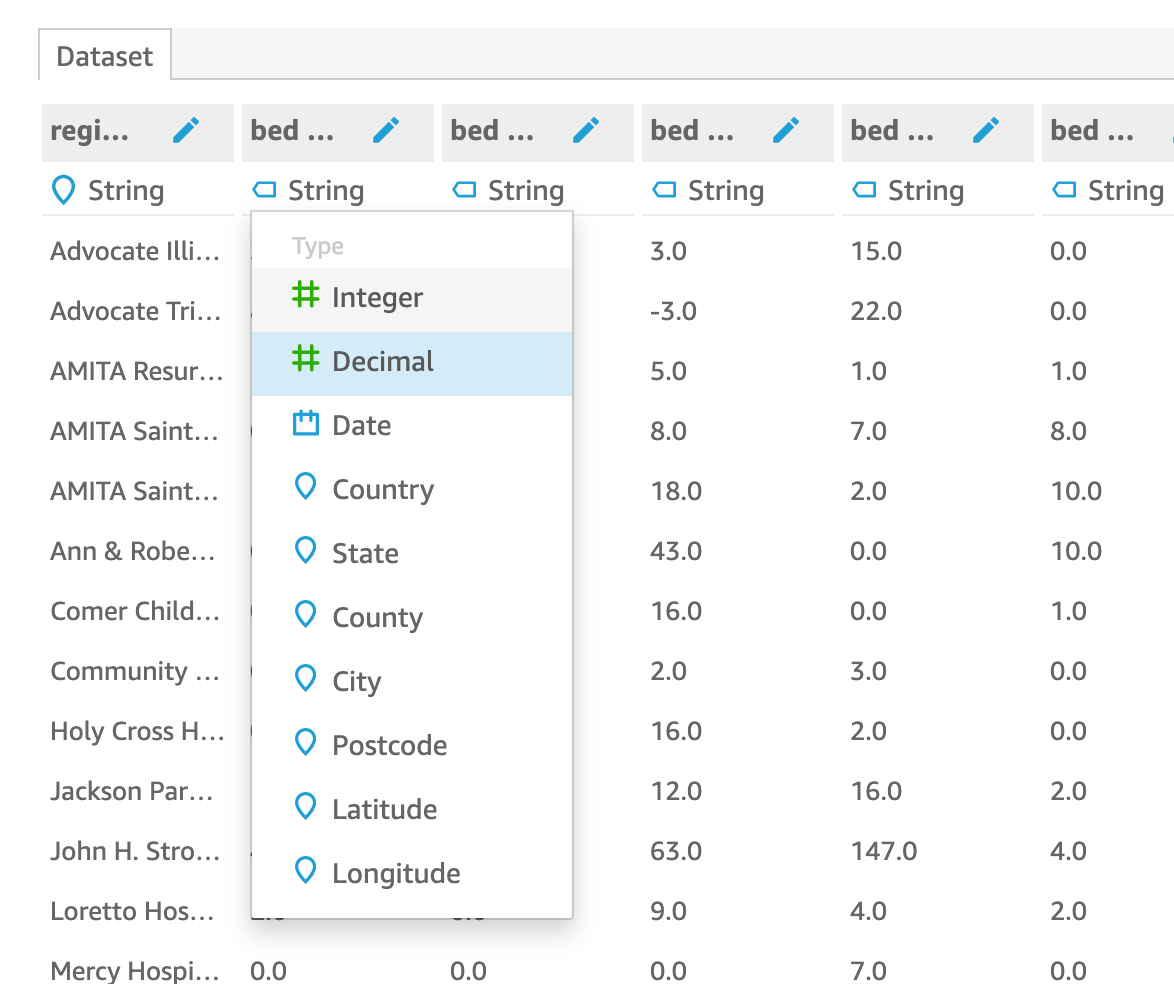 Dataset
regi... bed ... bed ... bed ... bed ... bed ...
String String String String String String
Type
Integer
Decimal
Date
Country
State
County
City
Postcode
Latitude
Longitude
Advocate Illi... 3.0 15.0 0.0
Advocate Tri... -3.0 22.0 0.0
AMITA Resur... 5.0 1.0 1.0
AMITA Saint... 8.0 7.0 8.0
AMITA Saint... 18.0 2.0 10.0
Ann & Robe... 43.0 0.0 10.0
Comer Child... 16.0 0.0 1.0
Community ... 2.0 3.0 0.0
Holy Cross H... 16.0 2.0 0.0
Jackson Par... 12.0 16.0 2.0
John H. Stro... 63.0 147.0 4.0
Loretto Hos... 9.0 4.0 2.0
Mercy Hospi... 0.0 0.0 0.0 7.0 0.0